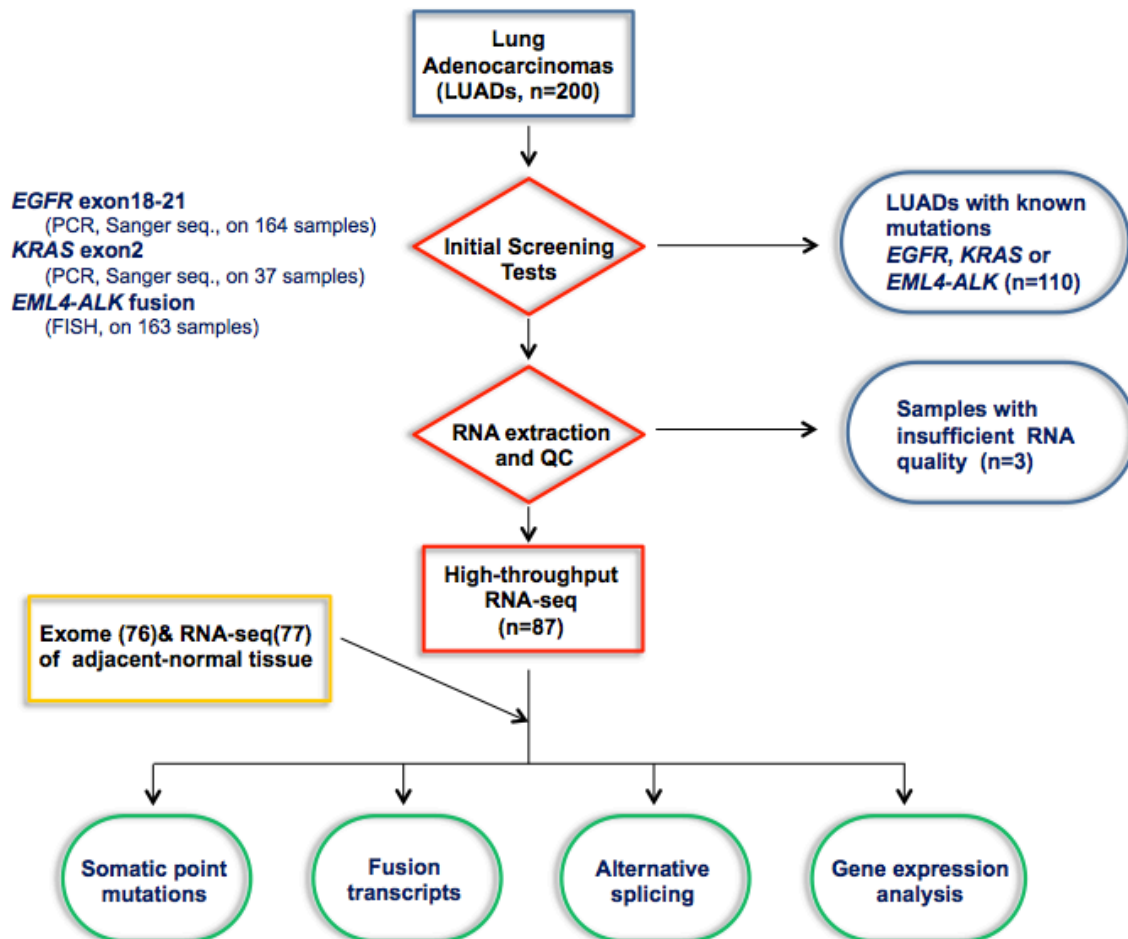 Lung
Adenocarcinomas
(LUADs, n=200)
EGFR exon18-21
(PCR, Sanger seq., on 164 samples)
KRAS exon2
(PCR, Sanger seq., on 37 samples)
EML4-ALK fusion
(FISH, on 163 samples)
Initial Screening
Tests
LUADs with known
mutations
EGFR, KRAS or
EML4-ALK (n=110)
RNA extraction
and QC
Samples with
insufficient RNA
quality (n=3)
High-throughput
RNA-seq
(n=87)
Exome (76)& RNA-seq(77)
of adjacent-normal tissue
Somatic point
mutations
Fusion
transcripts
Alternative
splicing
Gene expression
analysis